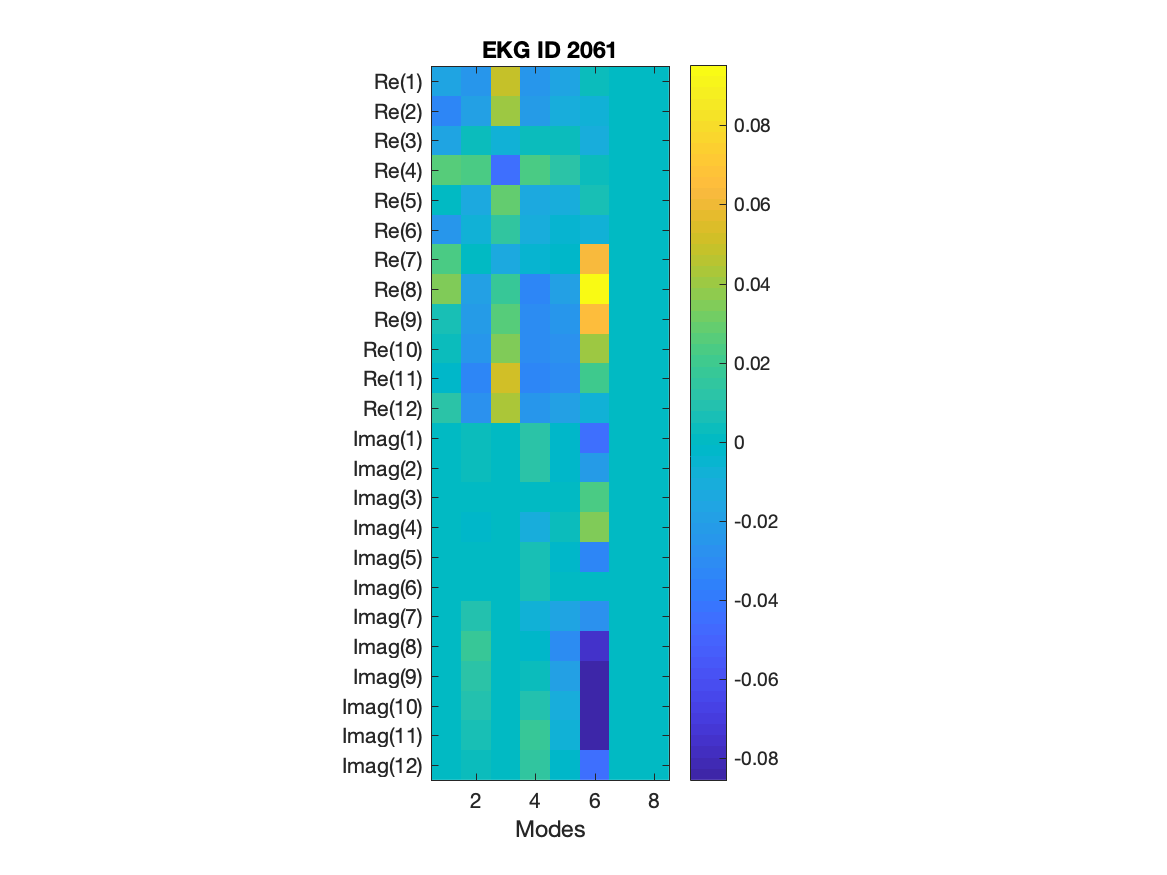 EKG ID 2061
Re(1)
Re(2)
Re(3)
Re(4)
Re(5)
Re(6)
Re(7)
Re(8)
Re(9)
Re(10)
Re(11)
Re(12)
Imag(1)
Imag(2)
Imag(3)
Imag(4)
Imag(5)
Imag(6)
Imag(7)
Imag(8)
Imag(9)
Imag(10)
Imag(11)
Imag(12)
2 4 6 8
Modes
0.08
0.06
0.04
0.02
0
-0.02
-0.04
-0.06
-0.08